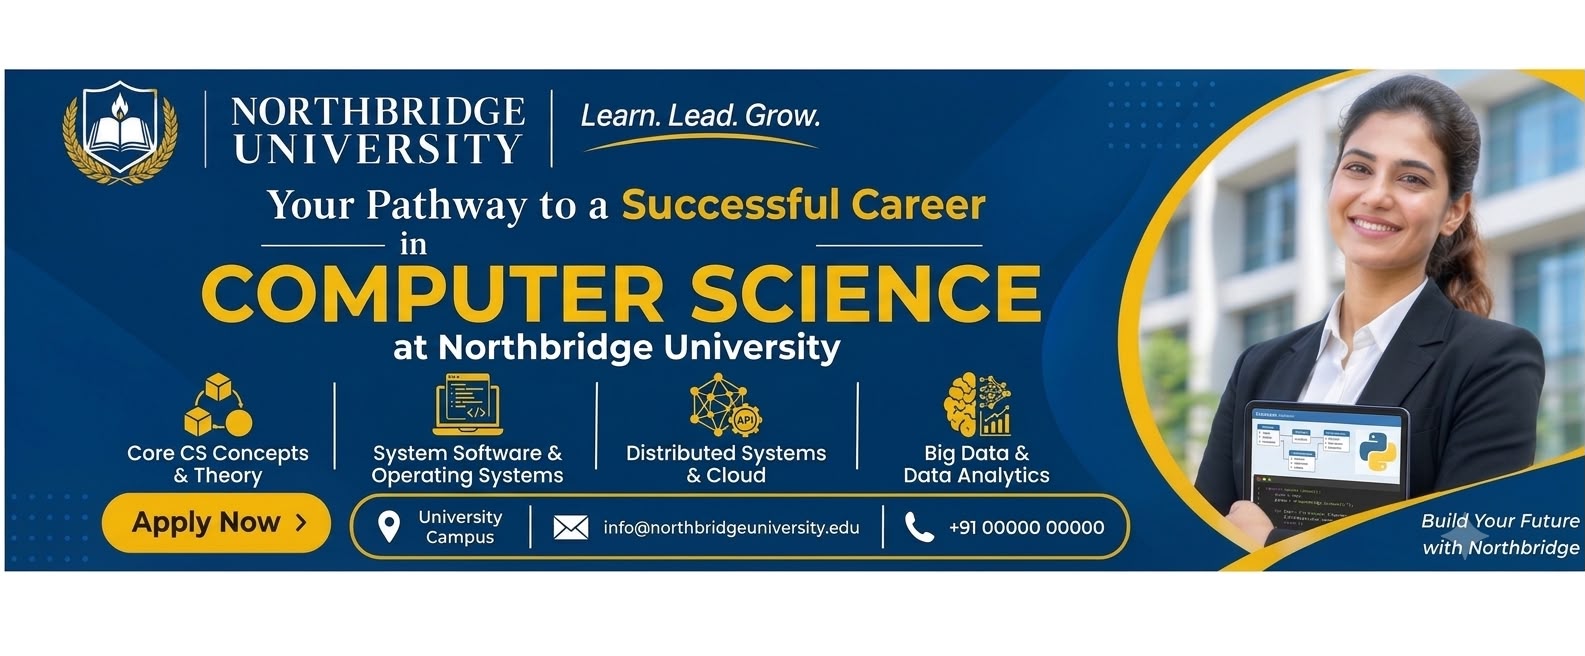 NORTHBRIDGE
UNIVERSITY
Learn. Lead. Grow.
Your Pathway to a Successful Career
in
COMPUTER SCIENCE
at Northbridge University
API
Core CS Concepts
& Theory
System Software &
Operating Systems
Distributed Systems
& Cloud
Big Data &
Data Analytics
Apply Now
University
Campus
info@northbridgeuniversity.edu
+91 00000 00000
Build Your Future
with Northbridge